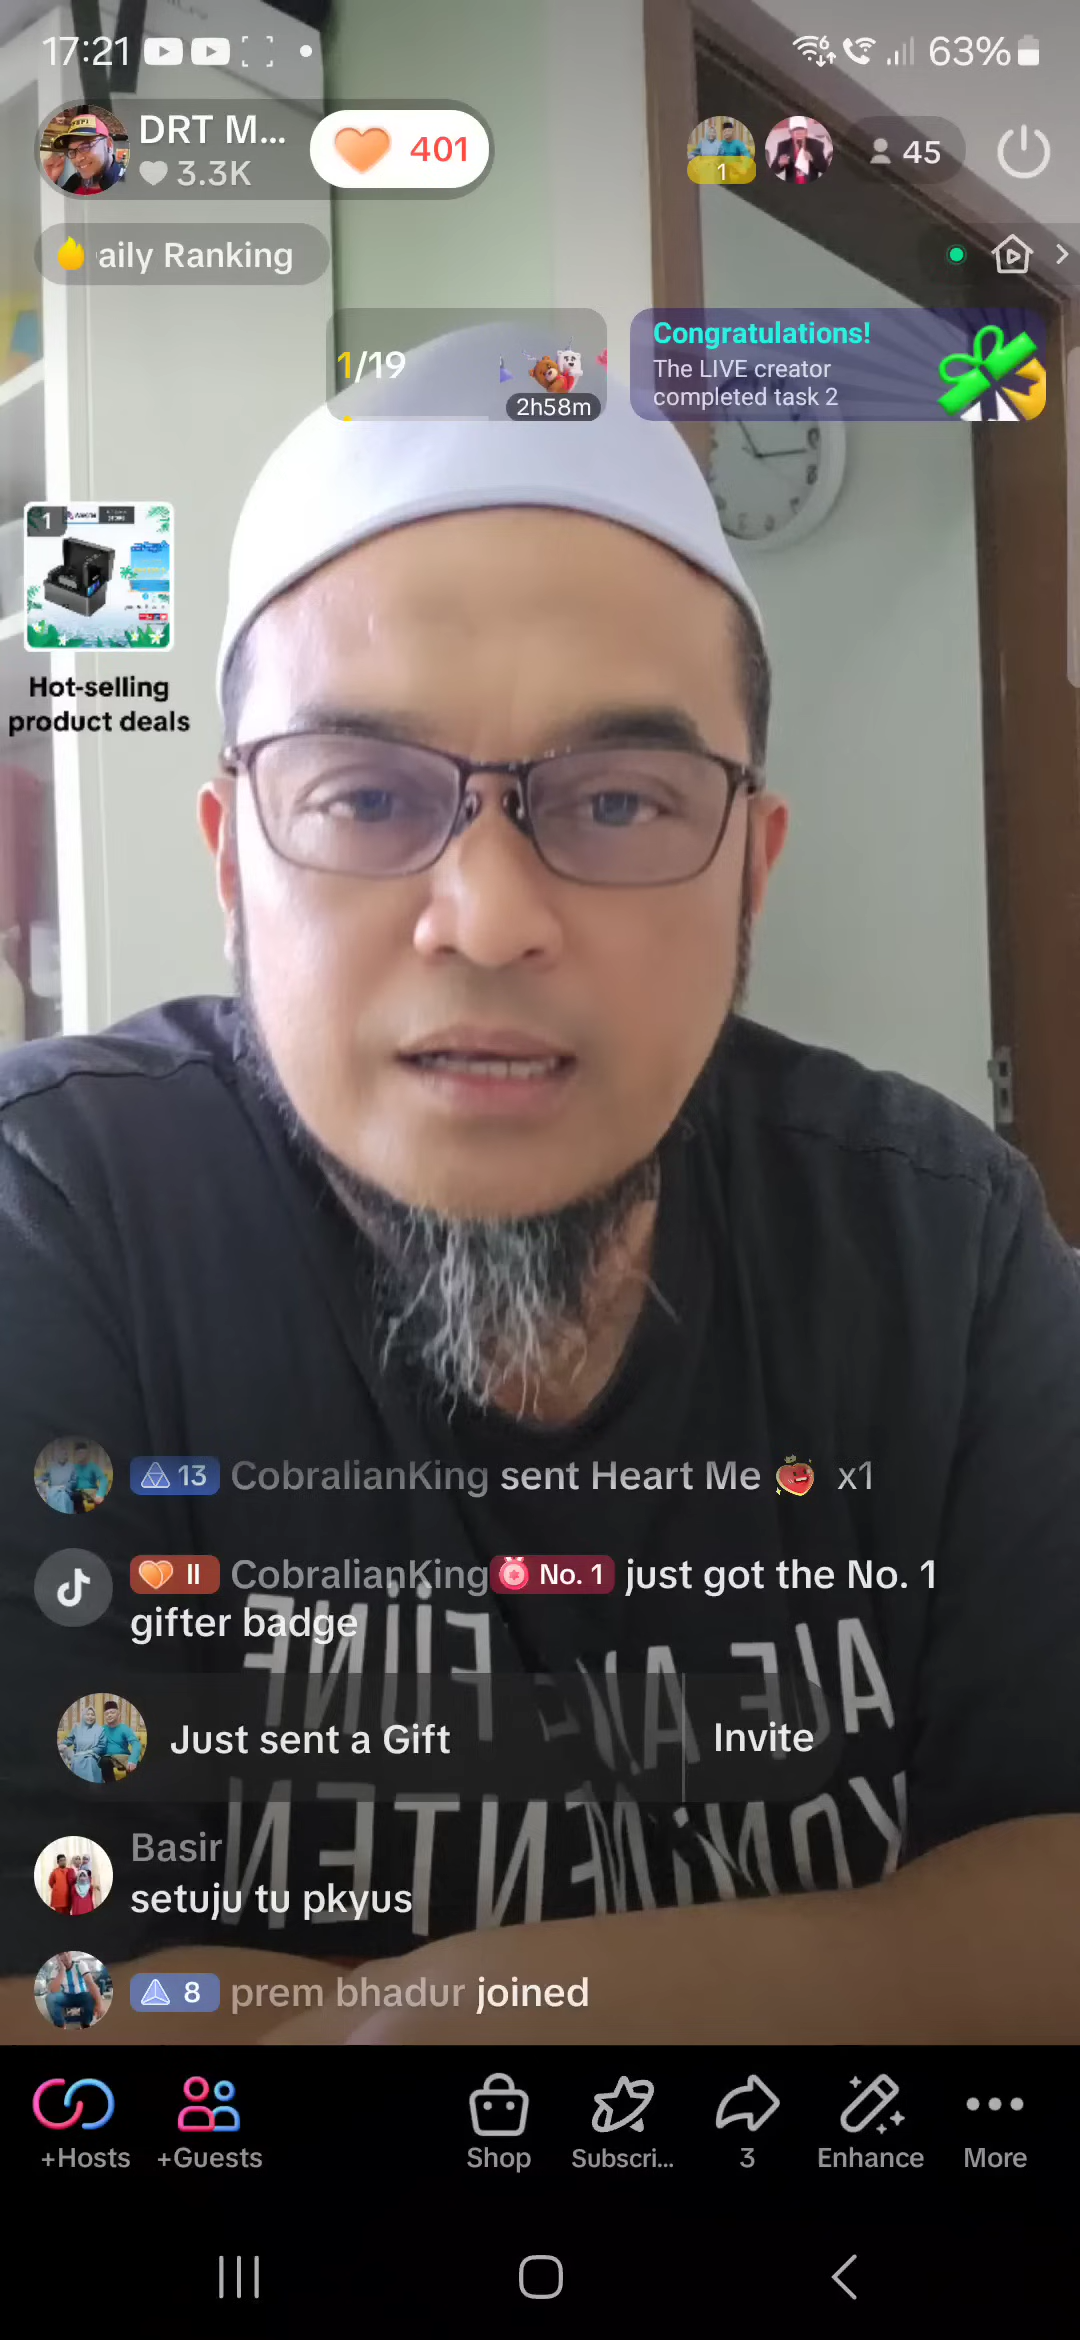 17:21
63%
DRT M...
3.3K
401
1
45
aily Ranking
1/19
2h58m
Congratulations!
The LIVE creator
completed task 2
1
Hot-selling
product deals
13 CobralianKing sent Heart Me x1
II CobralianKing No. 1 just got the No. 1
gifter badge
Just sent a Gift
Invite
Basir
setuju tu pkyus
8 prem bhadur joined
+Hosts
+Guests
Shop
Subscri...
3
Enhance
More